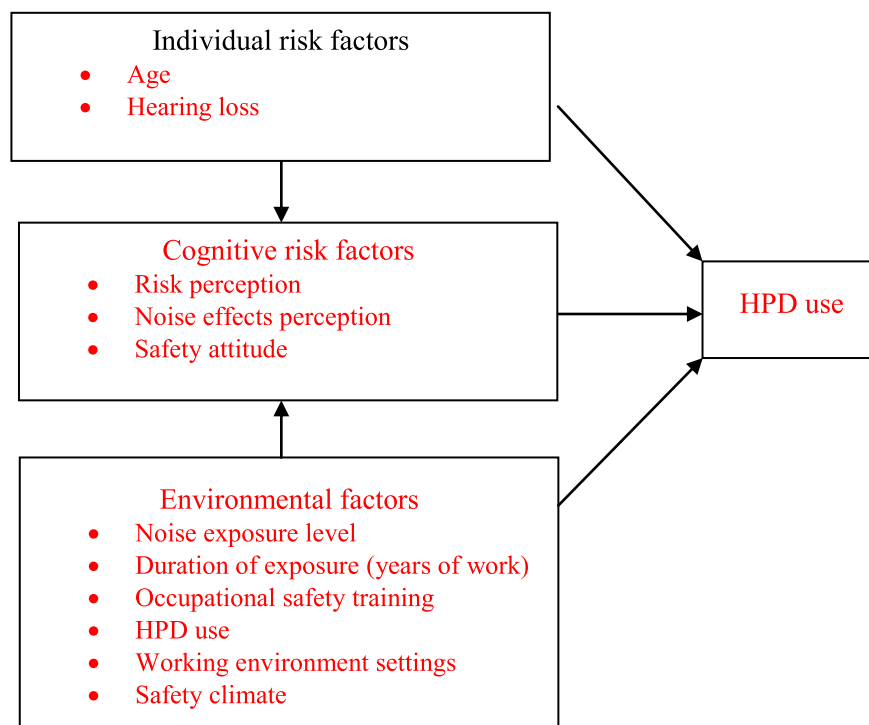 Individual risk factors
• Age
• Hearing loss
Cognitive risk factors
• Risk perception
• Noise effects perception
• Safety attitude
HPD use
Environmental factors
• Noise exposure level
• Duration of exposure (years of work)
• Occupational safety training
• HPD use
• Working environment settings
• Safety climate